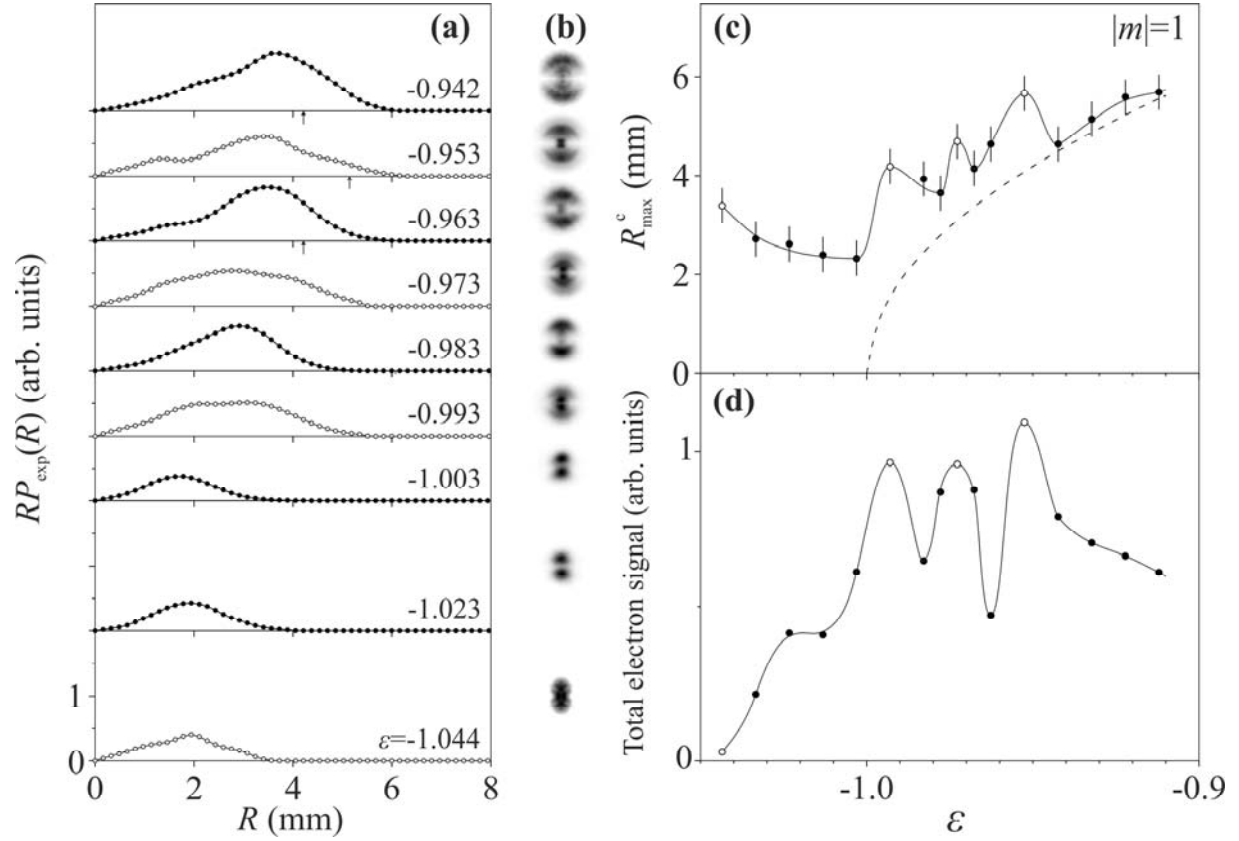 (a)
-0.942
-0.953
-0.963
-0.973
-0.983
-0.993
-1.003
-1.023
ε=-1.044
RP_exp(R) (arb. units)
1
0
0 2 4 6 8
R (mm)
(b)
(c)
|m|=1
R^c_max (mm)
6
4
2
0
(d)
Total electron signal (arb. units)
1
0
-1.0 -0.9
ε